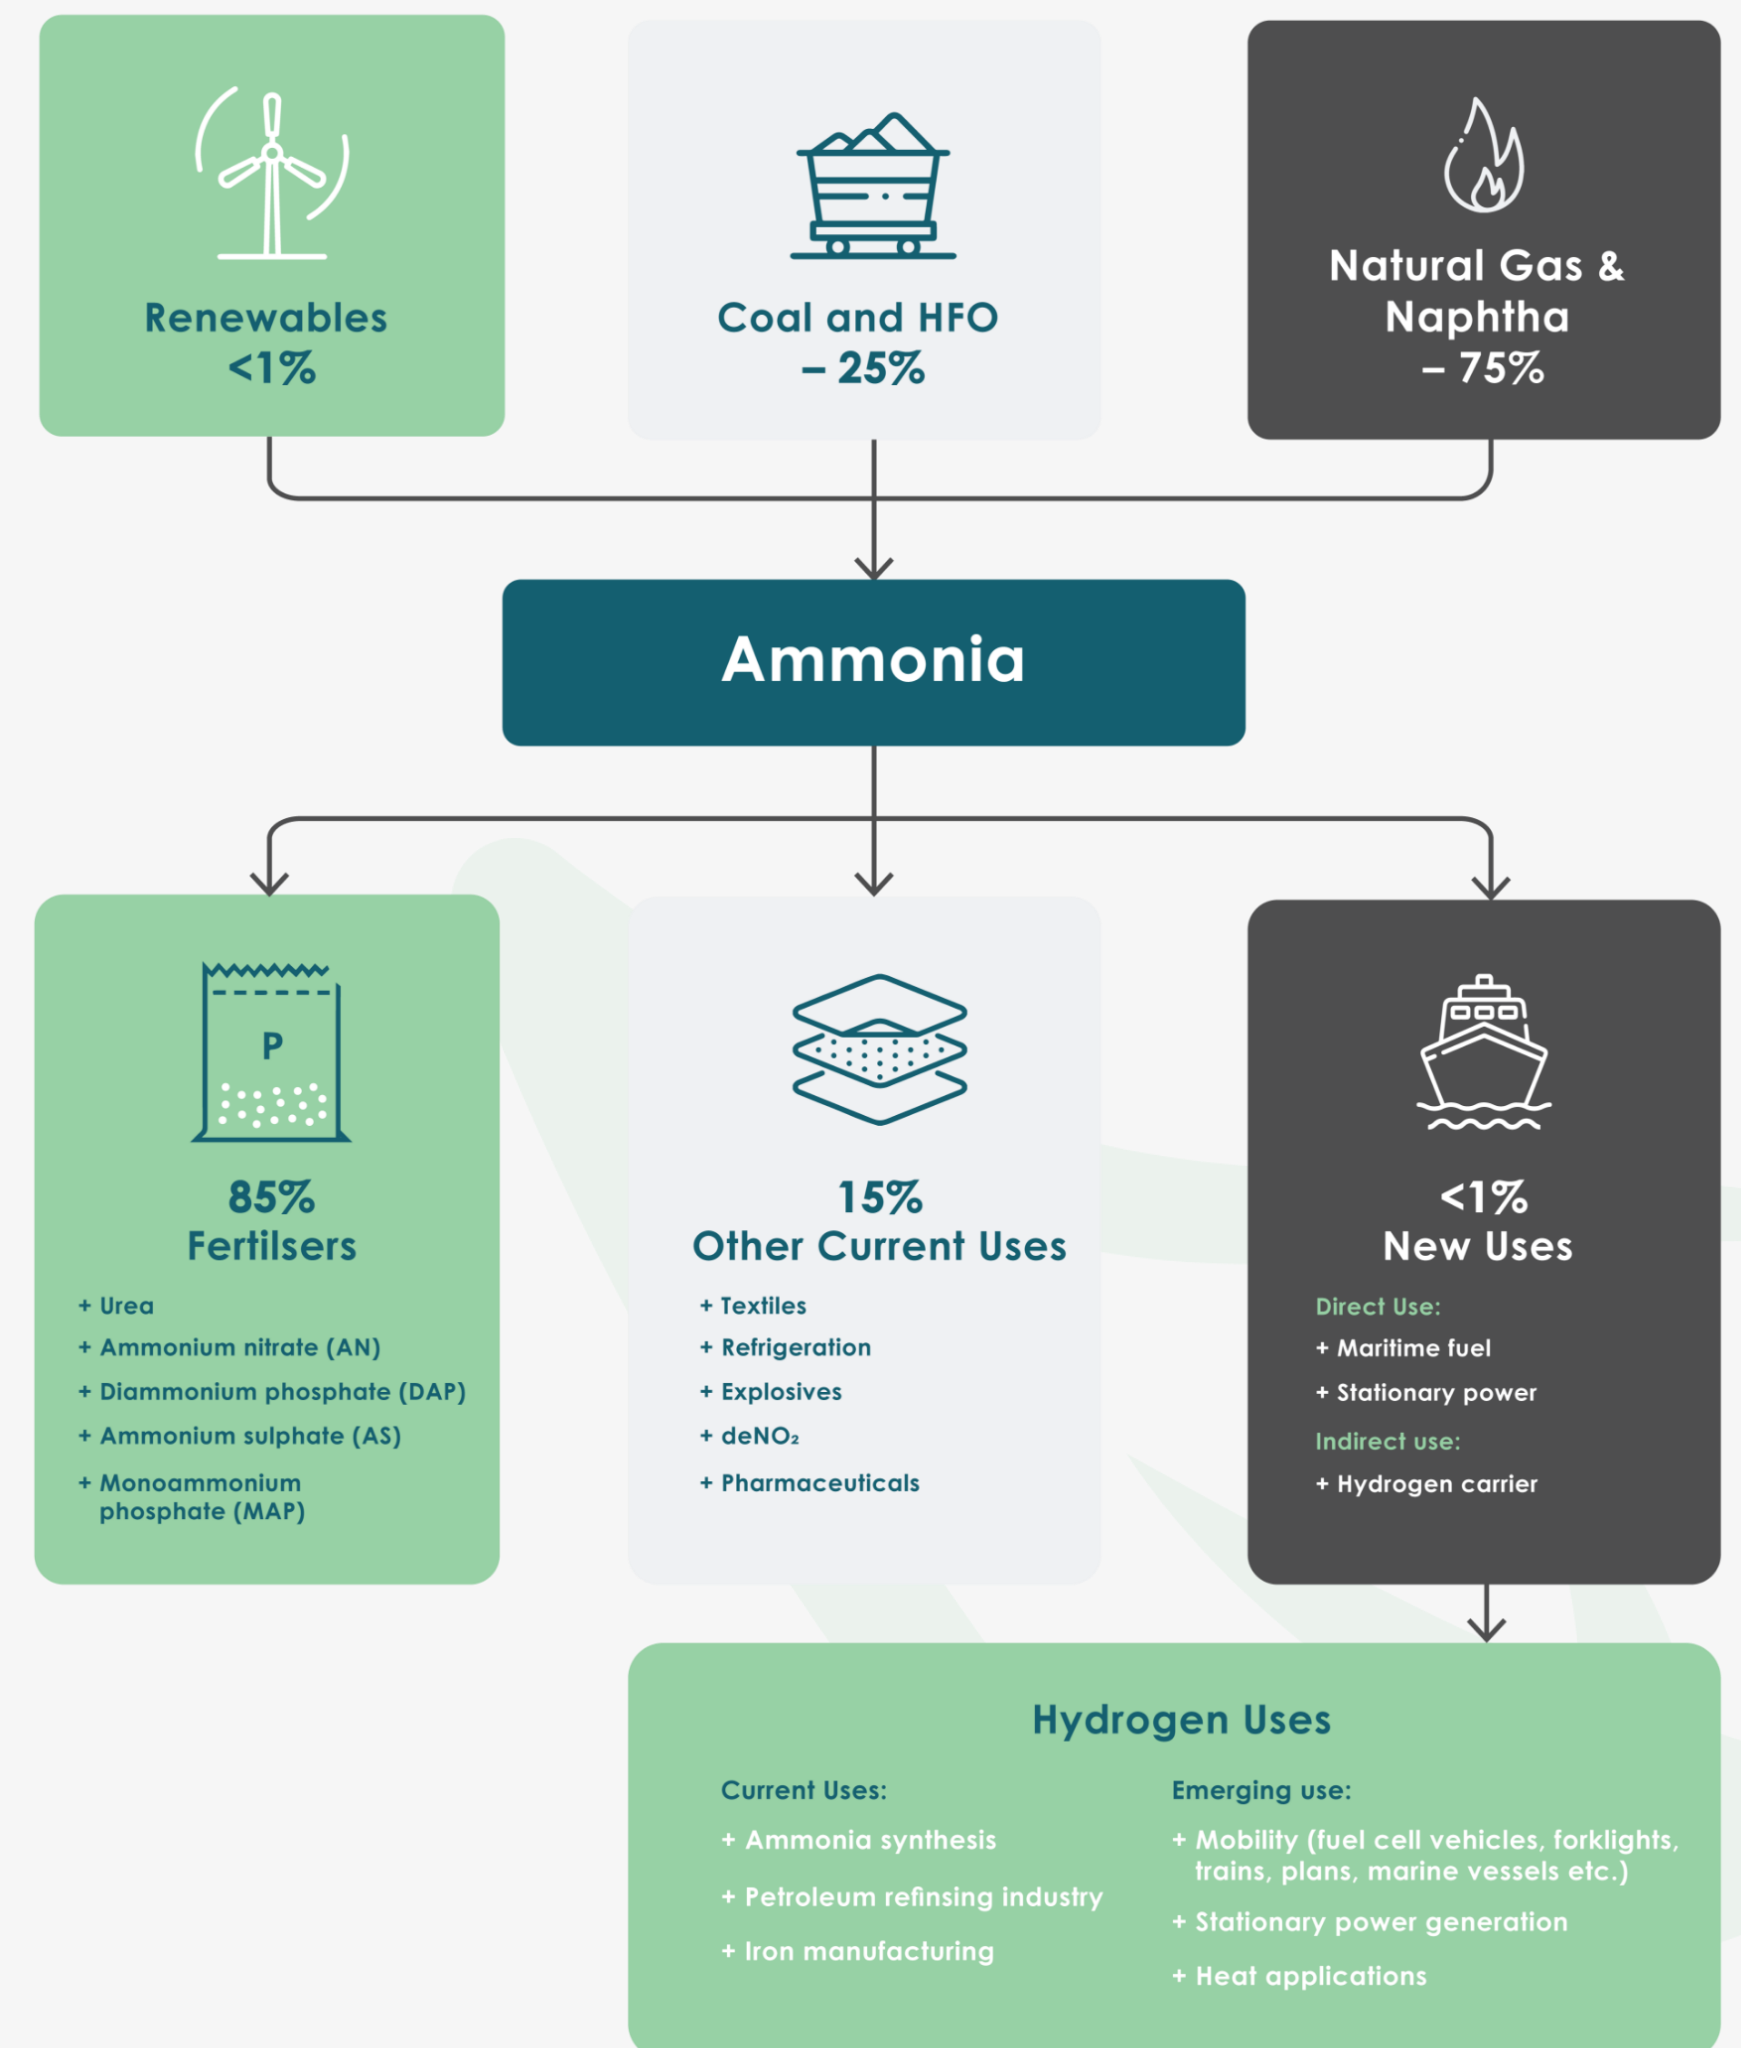 Renewables
<1%
Coal and HFO
– 25%
Natural Gas &
Naphtha
– 75%
Ammonia
P
85%
Fertilsers
+ Urea
+ Ammonium nitrate (AN)
+ Diammonium phosphate (DAP)
+ Ammonium sulphate (AS)
+ Monoammonium
phosphate (MAP)
15%
Other Current Uses
+ Textiles
+ Refrigeration
+ Explosives
+ deNO₂
+ Pharmaceuticals
<1%
New Uses
Direct Use:
+ Maritime fuel
+ Stationary power
Indirect use:
+ Hydrogen carrier
Hydrogen Uses
Current Uses:
+ Ammonia synthesis
+ Petroleum refinsing industry
+ Iron manufacturing
Emerging use:
+ Mobility (fuel cell vehicles, forklights,
trains, plans, marine vessels etc.)
+ Stationary power generation
+ Heat applications